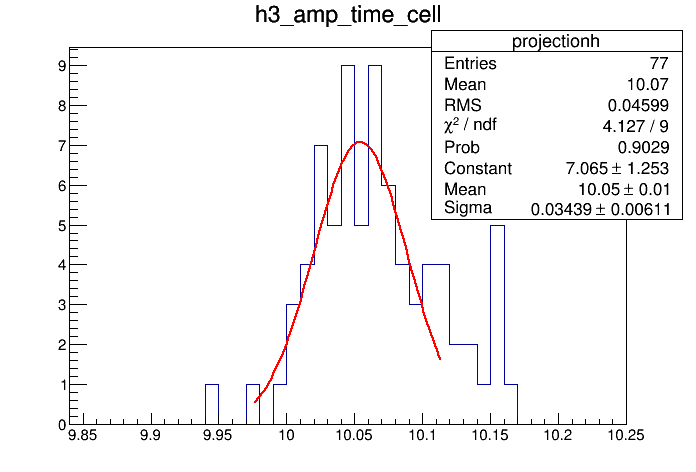 h3_amp_time_cell
projectionh
Entries 77
Mean 10.07
RMS 0.04599
χ² / ndf 4.127 / 9
Prob 0.9029
Constant 7.065 ± 1.253
Mean 10.05 ± 0.01
Sigma 0.03439 ± 0.00611
9
8
7
6
5
4
3
2
1
0
9.85 9.9 9.95 10 10.05 10.1 10.15 10.2 10.25